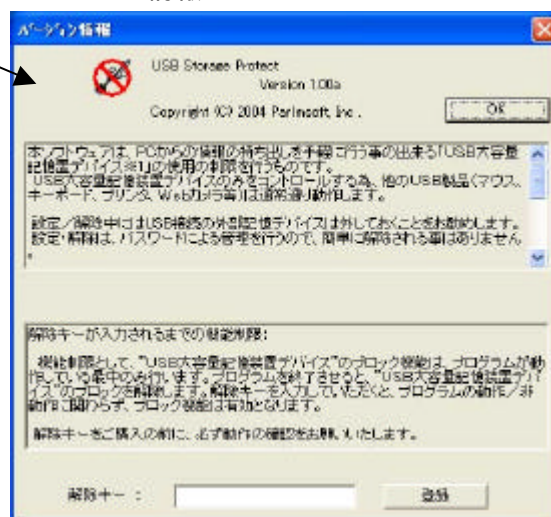 バージョン情報
USB Storage Protect
Version 1.00a
Copyright (C) 2004 Parinsoft, Inc.
OK
本ソフトウェアは、PCからの情報の持ち出しを手軽に行う事の出来る「USB大容量
記憶装置デバイス※1」の使用の制限を行うものです。
USB大容量記憶装置デバイスのみをコントロールする為、他のUSB製品(マウス、
キーボード、プリンタ、Webカメラ等)は通常通り動作します。
設定/解除中にはUSB接続の外部記憶デバイスは外しておくことをお勧めします。
設定・解除は、パスワードによる管理を行うので、簡単に解除される事はありません
。
解除キーが入力されるまでの機能制限:
機能制限として、"USB大容量記憶装置デバイス"のブロック機能は、プログラムが動
作している最中のみ行います。プログラムを終了させると、"USB大容量記憶装置デバ
イス"のブロックを解除します。解除キーを入力していただくと、プログラムの動作/非
動作に関わらず、ブロック機能は有効となります。
解除キーをご購入の前に、必ず動作の確認をお願いいたします。
解除キー :
登録